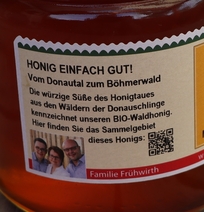 HONIG EINFACH GUT!
Vom Donautal zum Böhmerwald
Die würzige Süße des Honigtaues
aus den Wäldern der Donauschlinge
kennzeichnet unseren BIO-Waldhonig.
Hier finden Sie das Sammelgebiet
dieses Honigs:
Familie Frühwirth